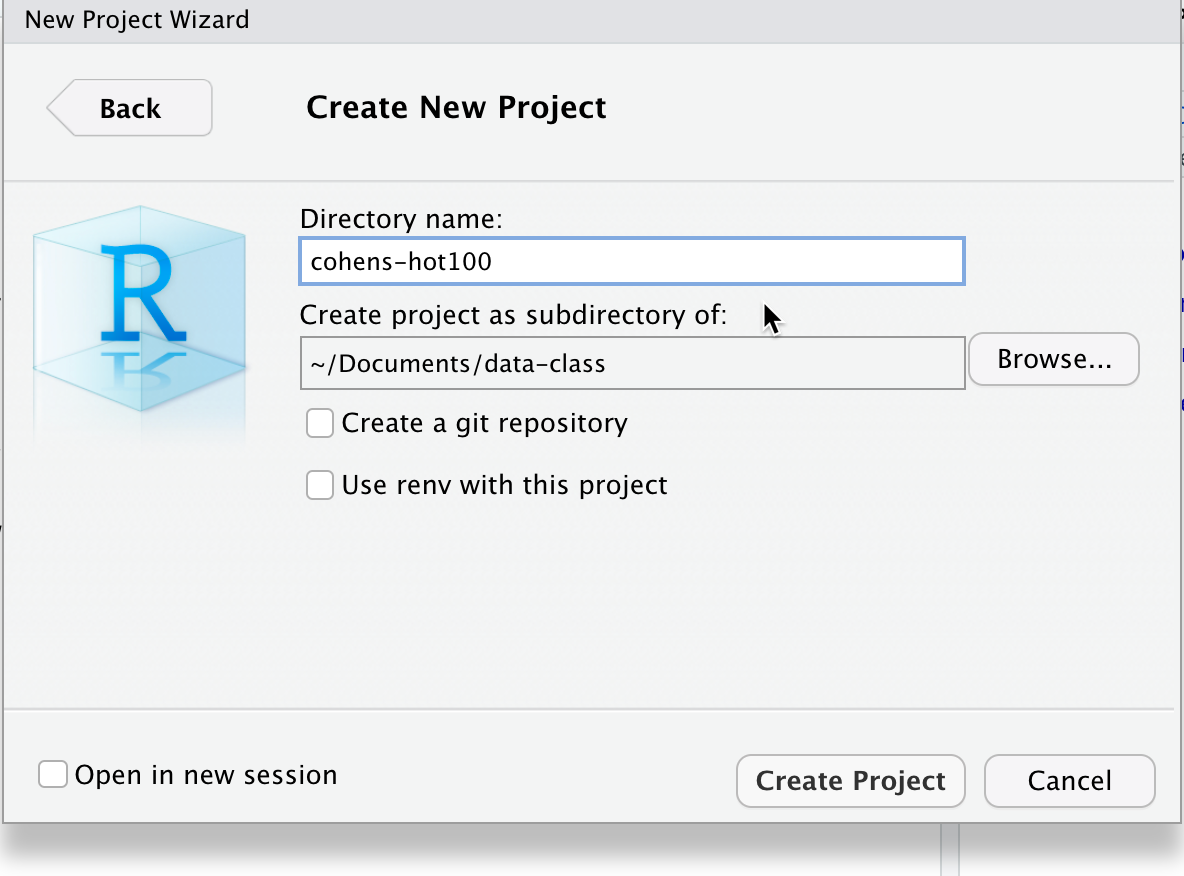 New Project Wizard
Back
Create New Project
R
Directory name:
cohens-hot100
Create project as subdirectory of:
~/Documents/data-class
Browse...
Create a git repository
Use renv with this project
Open in new session
Create Project
Cancel